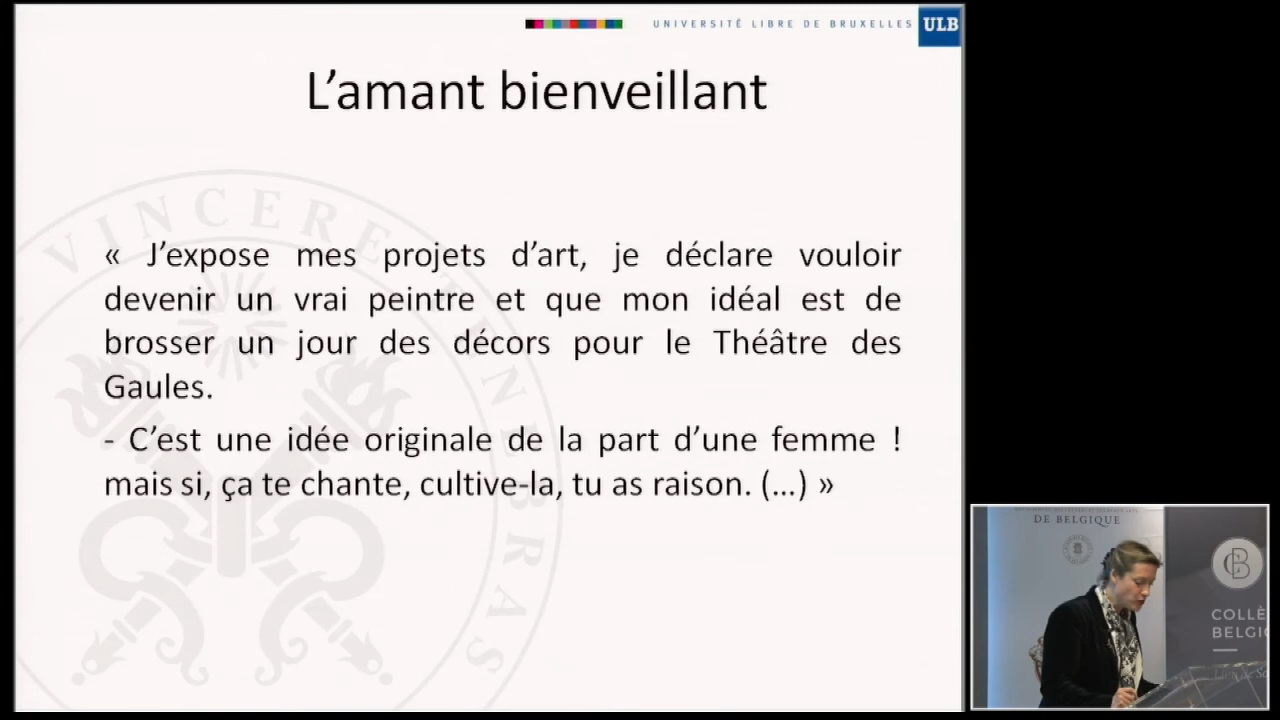 UNIVERSITÉ LIBRE DE BRUXELLES ULB
L’amant bienveillant
« J’expose mes projets d’art, je déclare vouloir
devenir un vrai peintre et que mon idéal est de
brosser un jour des décors pour le Théâtre des
Gaules.
- C’est une idée originale de la part d’une femme !
mais si, ça te chante, cultive-la, tu as raison. (…) »
VINCERE TENEBRAS
DE BELGIQUE
CB
COLLÈ
BELGI